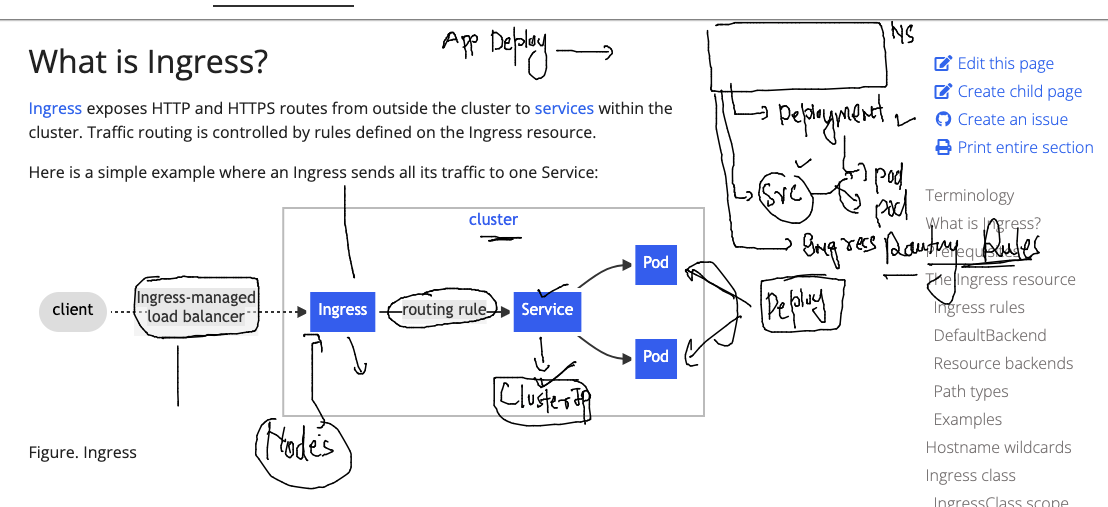 App Deploy
NS
What is Ingress?
Ingress exposes HTTP and HTTPS routes from outside the cluster to services within the
cluster. Traffic routing is controlled by rules defined on the Ingress resource.
Here is a simple example where an Ingress sends all its traffic to one Service:
Deployment
Svc
pod
pod
Ingress Routing Rules
cluster
client
Ingress-managed
load balancer
Ingress
routing rule
Service
Pod
Pod
Deploy
ClusterIP
Nodes
Figure. Ingress
Edit this page
Create child page
Create an issue
Print entire section
Terminology
What is Ingress?
Prerequisites
The Ingress resource
Ingress rules
DefaultBackend
Resource backends
Path types
Examples
Hostname wildcards
Ingress class
IngressClass scope